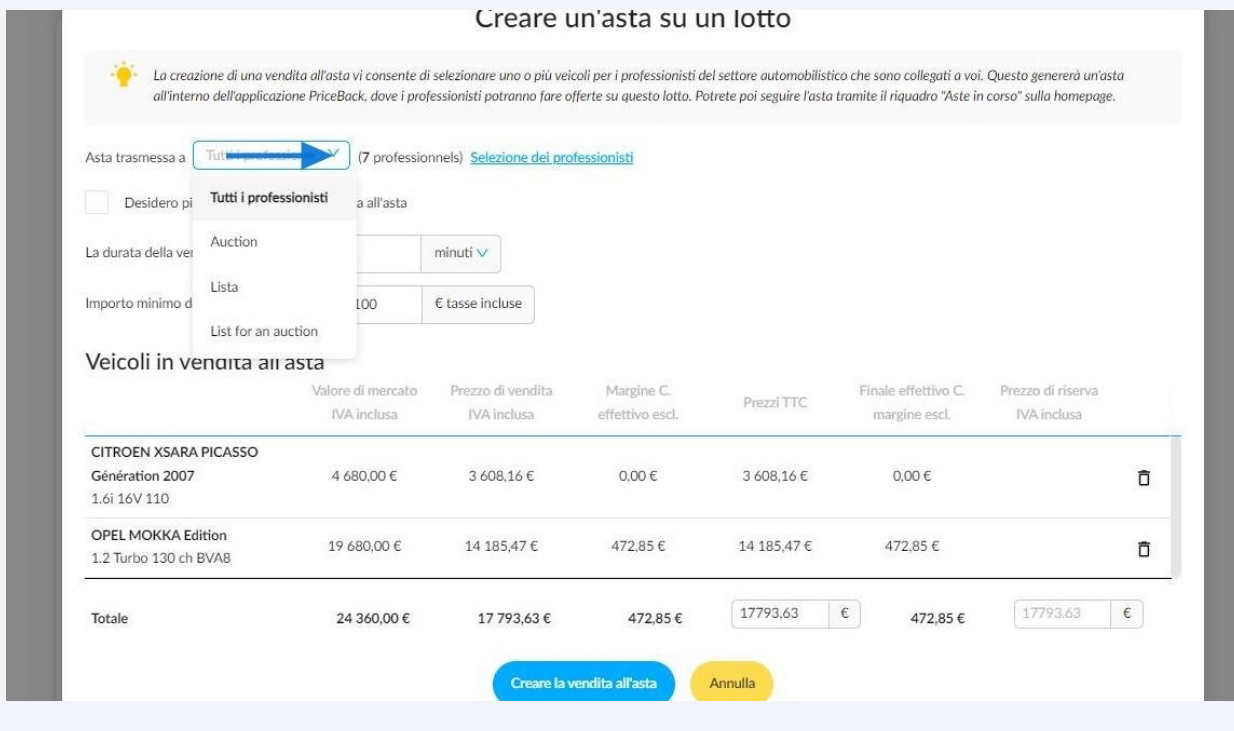 Creare un'asta su un lotto
La creazione di una vendita all'asta vi consente di selezionare uno o più veicoli per i professionisti del settore automobilistico che sono collegati a voi. Questo genererà un'asta
all'interno dell'applicazione PriceBack, dove i professionisti potranno fare offerte su questo lotto. Potrete poi seguire l'asta tramite il riquadro "Aste in corso" sulla homepage.
Asta trasmessa a (7 professionnels) Selezione dei professionisti
Tutti i professionisti
Desidero a all'asta
Auction
La durata della minuti
Lista
Importo minimo 100 € tasse incluse
List for an auction
Veicoli in vendita all'asta
Valore di mercato IVA inclusa Prezzo di vendita IVA inclusa Margine C. effettivo escl. Prezzi TTC Finale effettivo C. margine escl. Prezzo di riserva IVA inclusa
CITROEN XSARA PICASSO
Génération 2007 4 680,00 € 3 608,16 € 0,00 € 3 608,16 € 0,00 €
1.6i 16V 110
OPEL MOKKA Edition
1.2 Turbo 130 ch BVA8 19 680,00 € 14 185,47 € 472,85 € 14 185,47 € 472,85 €
Totale 24 360,00 € 17 793,63 € 472,85 € 17793,63 € 472,85 € 17793.63 €
Creare la vendita all'asta Annulla